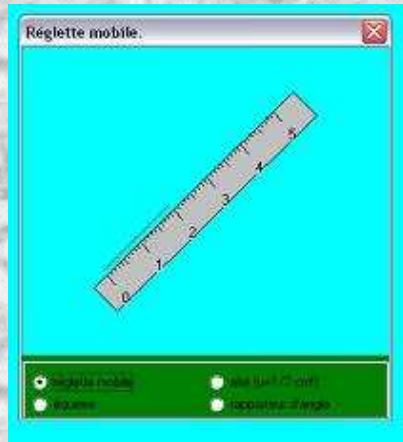 Réglette mobile.
0 1 2 3 4 5
réglette mobile
équerre
rapporteur d'angle